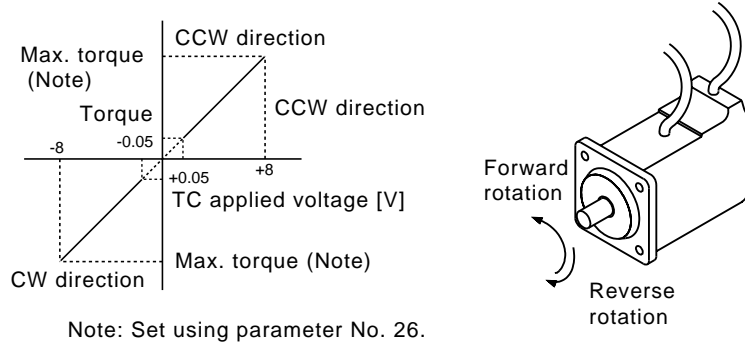 CCW direction
Max. torque
(Note)
CCW direction
Torque
-0.05
-8
+8
+0.05
TC applied voltage [V]
CW direction
Max. torque (Note)
Note: Set using parameter No. 26.
Forward
rotation
Reverse
rotation